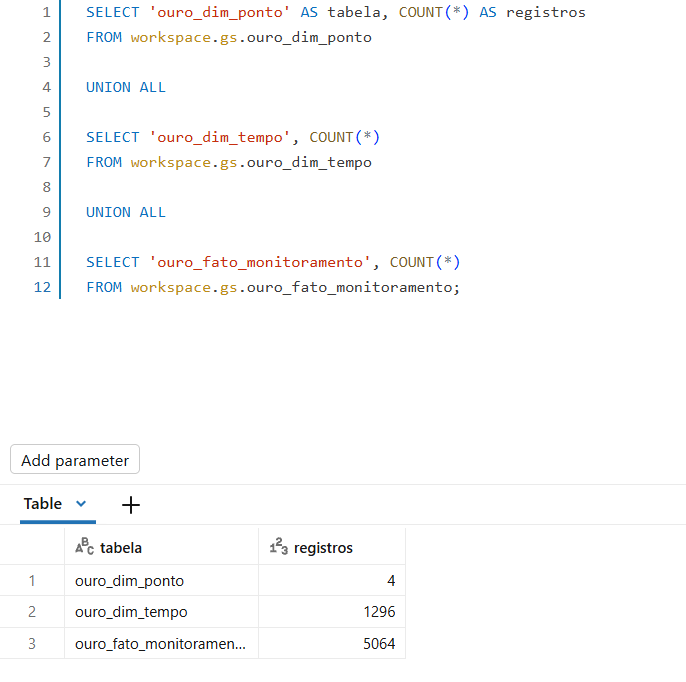 1 SELECT 'ouro_dim_ponto' AS tabela, COUNT(*) AS registros
2 FROM workspace.gs.ouro_dim_ponto
3
4 UNION ALL
5
6 SELECT 'ouro_dim_tempo', COUNT(*)
7 FROM workspace.gs.ouro_dim_tempo
8
9 UNION ALL
10
11 SELECT 'ouro_fato_monitoramento', COUNT(*)
12 FROM workspace.gs.ouro_fato_monitoramento;
Add parameter
Table +
ABC tabela 123 registros
1 ouro_dim_ponto 4
2 ouro_dim_tempo 1296
3 ouro_fato_monitoramen... 5064